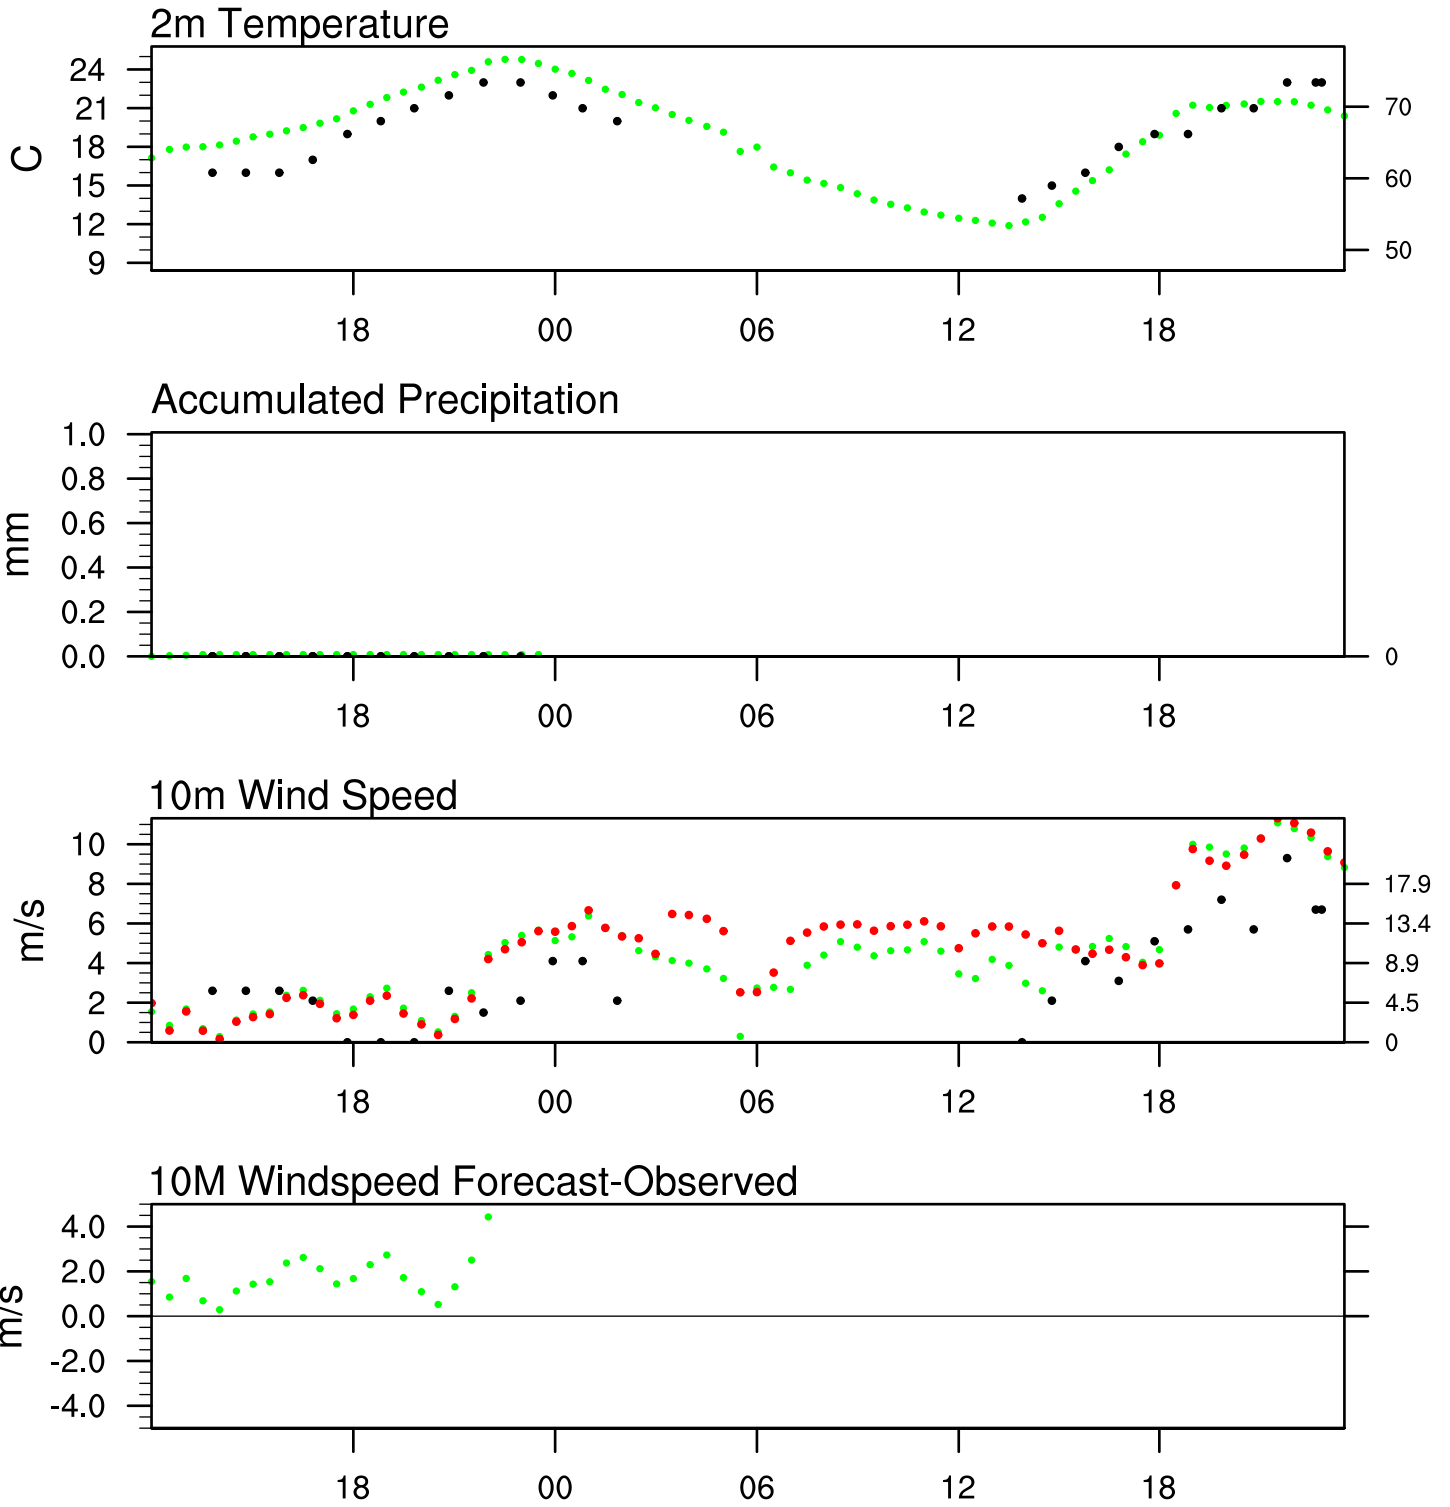 2m Temperature
24
21
18
15
12
9
C
70
60
50
18 00 06 12 18
Accumulated Precipitation
1.0
0.8
0.6
0.4
0.2
0.0
mm
0
18 00 06 12 18
10m Wind Speed
10
8
6
4
2
0
m/s
17.9
13.4
8.9
4.5
0
18 00 06 12 18
10M Windspeed Forecast-Observed
4.0
2.0
0.0
-2.0
-4.0
m/s
18 00 06 12 18